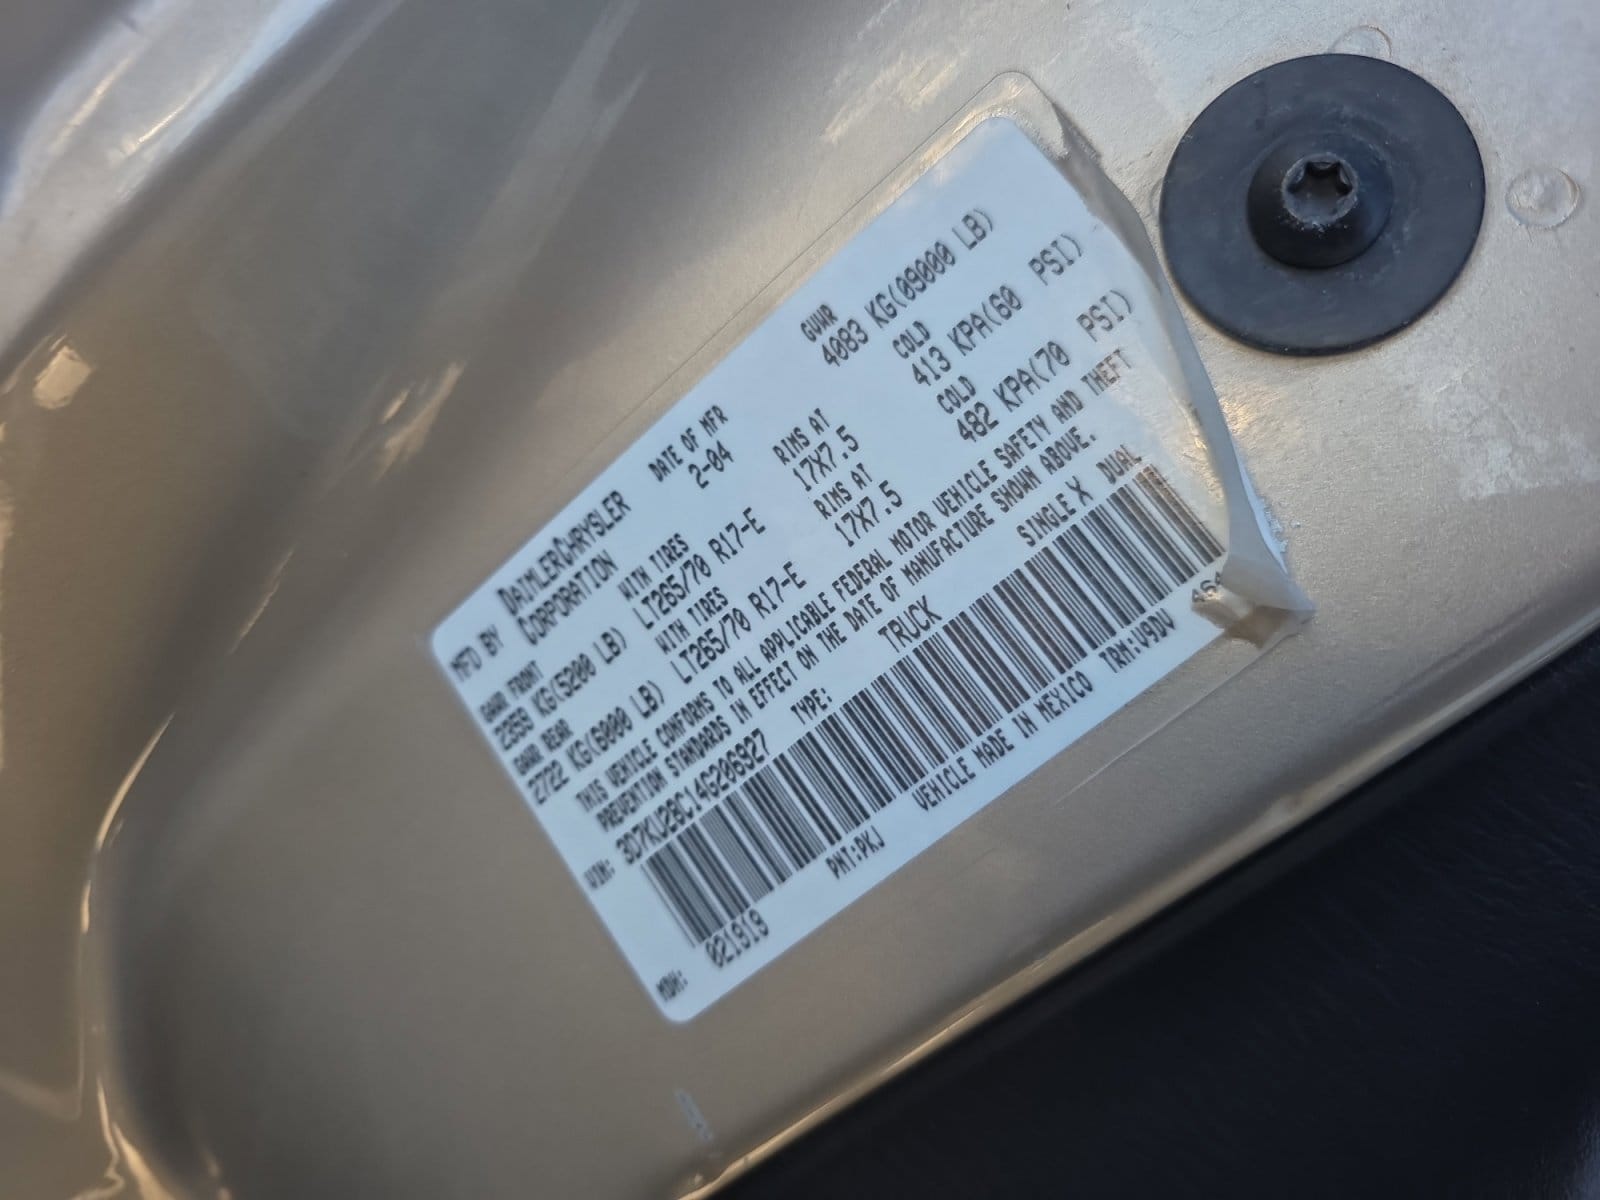 MFD BY DAIMLERCHRYSLER CORPORATION DATE OF MFR 2-04 GVWR 4083 KG(09000 LB)
GAWR FRONT WITH TIRES RIMS AT COLD
2359 KG(5200 LB) LT265/70 R17-E 17X7.5 413 KPA(60 PSI)
GAWR REAR WITH TIRES RIMS AT COLD
2722 KG(6000 LB) LT265/70 R17-E 17X7.5 482 KPA(70 PSI)
THIS VEHICLE CONFORMS TO ALL APPLICABLE FEDERAL MOTOR VEHICLE SAFETY AND THEFT
PREVENTION STANDARDS IN EFFECT ON THE DATE OF MANUFACTURE SHOWN ABOVE.
VIN: 3D7KU28C14G206927 TYPE: TRUCK SINGLE X DUAL
MDH: 021919 PNT:PKJ VEHICLE MADE IN MEXICO TRM:V9DV